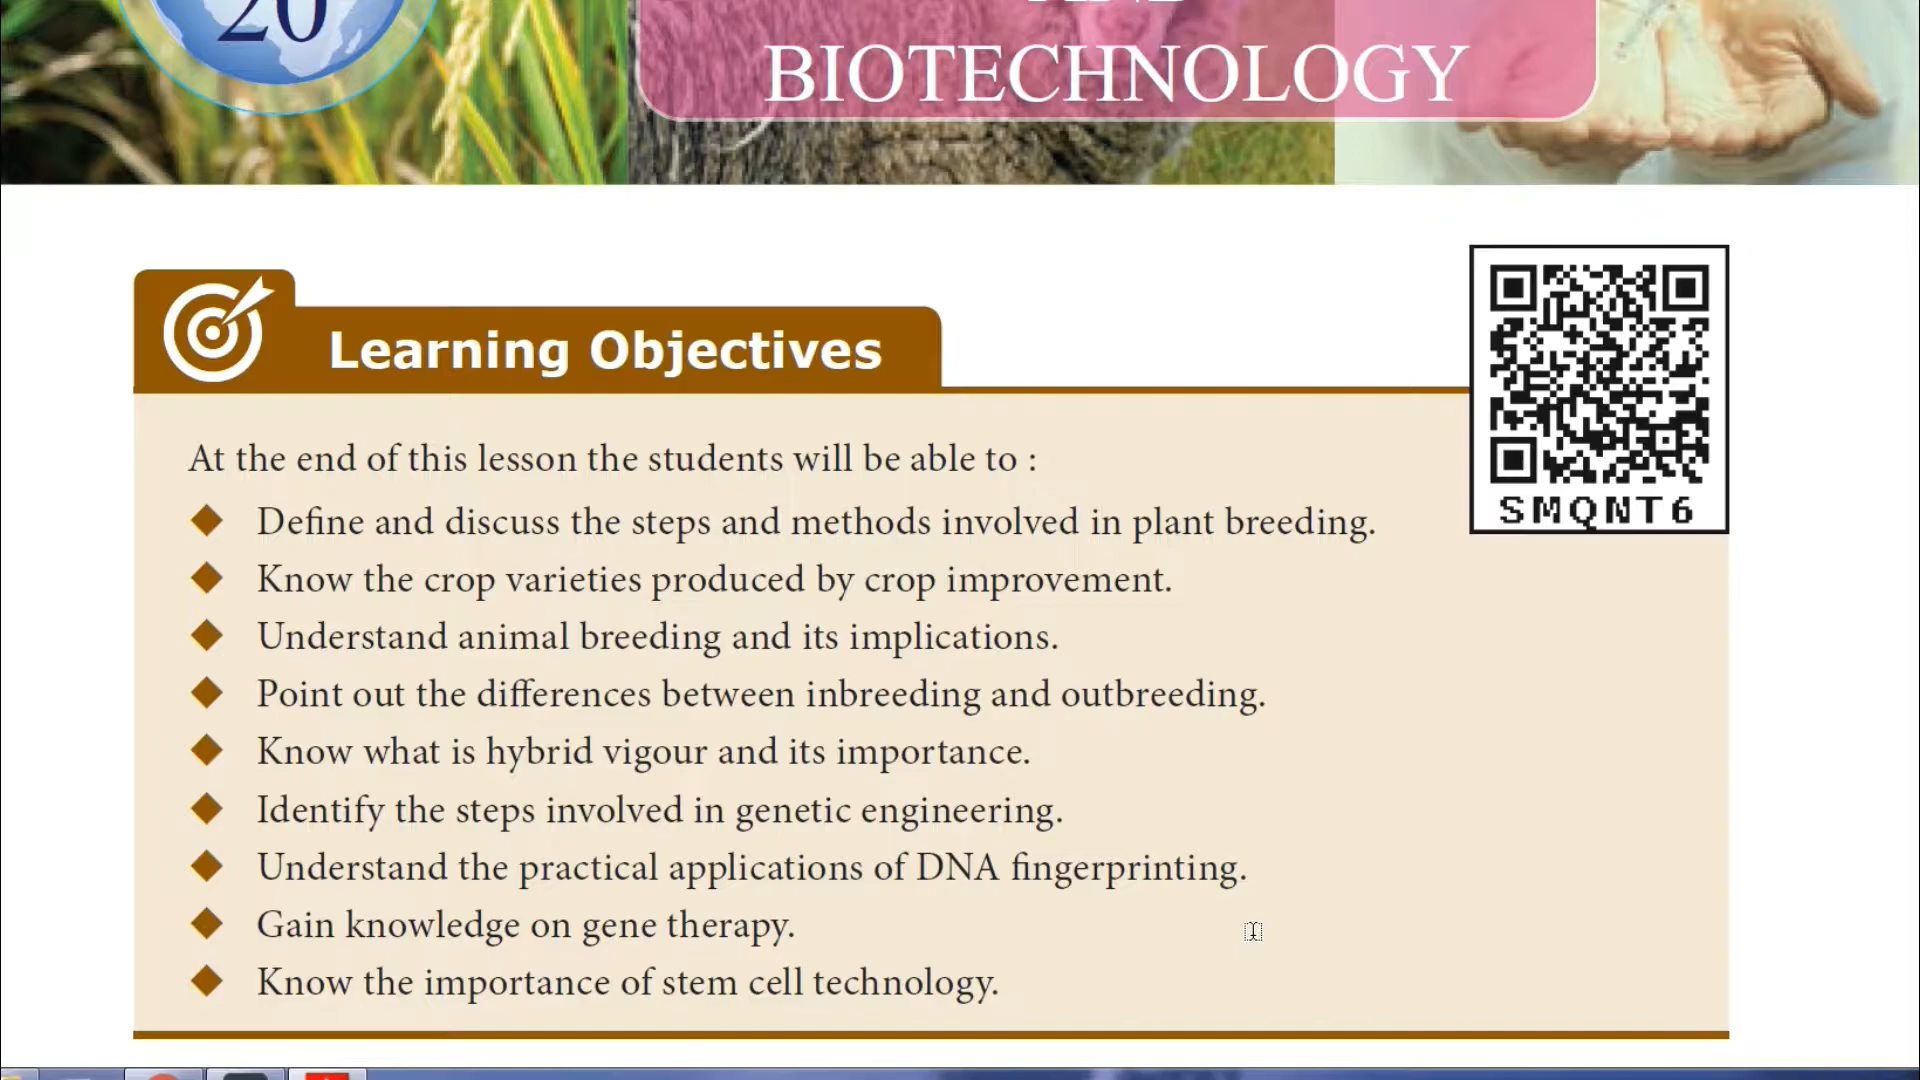 20
BIOTECHNOLOGY
Learning Objectives
SMQNT6
At the end of this lesson the students will be able to :
Define and discuss the steps and methods involved in plant breeding.
Know the crop varieties produced by crop improvement.
Understand animal breeding and its implications.
Point out the differences between inbreeding and outbreeding.
Know what is hybrid vigour and its importance.
Identify the steps involved in genetic engineering.
Understand the practical applications of DNA fingerprinting.
Gain knowledge on gene therapy.
Know the importance of stem cell technology.